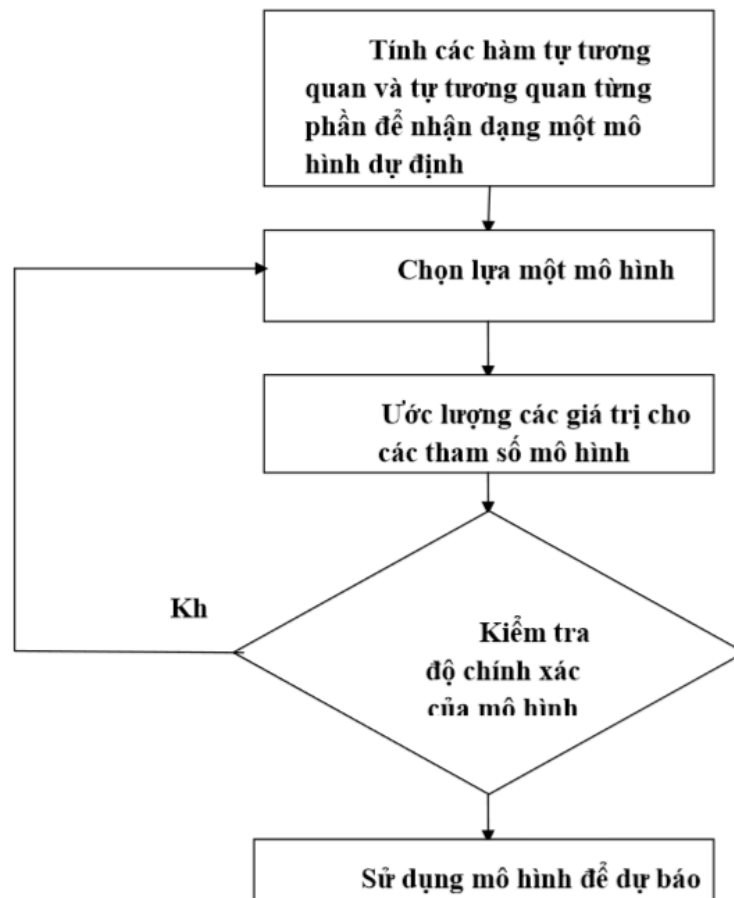 Tính các hàm tự tương
quan và tự tương quan từng
phần để nhận dạng một mô
hình dự định
Chọn lựa một mô hình
Ước lượng các giá trị cho
các tham số mô hình
Kh
Kiểm tra
độ chính xác
của mô hình
Sử dụng mô hình để dự báo